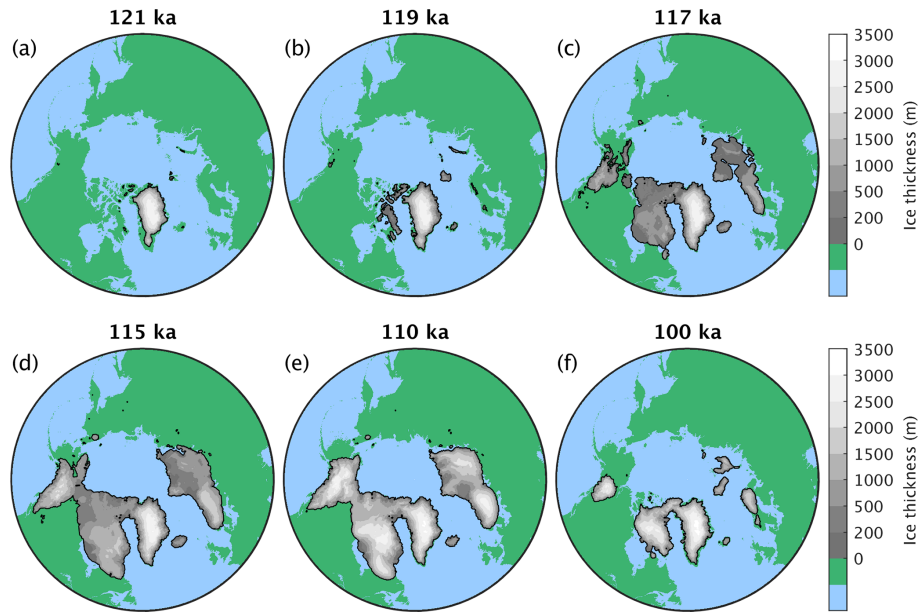 121 ka
119 ka
117 ka
(a)
(b)
(c)
3500
3000
2500
2000
1500
1000
500
200
0
Ice thickness (m)
115 ka
110 ka
100 ka
(d)
(e)
(f)
3500
3000
2500
2000
1500
1000
500
200
0
Ice thickness (m)